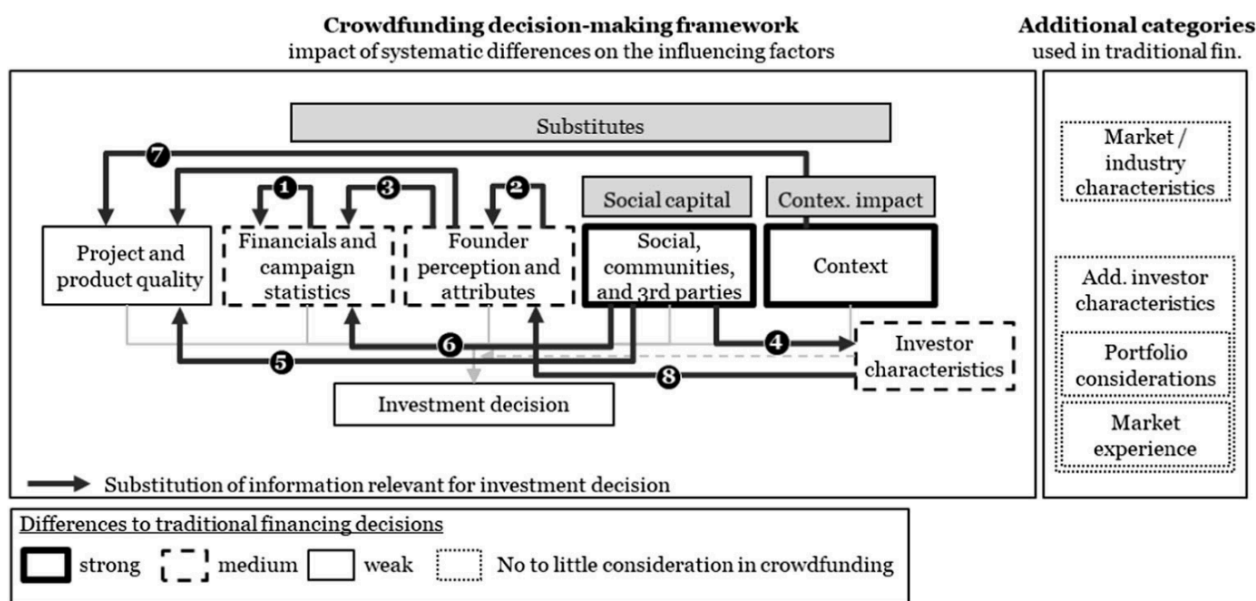 Crowdfunding decision-making framework
impact of systematic differences on the influencing factors
Additional categories
used in traditional fin.
Substitutes
7
1
3
2
Social capital
Contex. impact
Project and
product quality
Financials and
campaign
statistics
Founder
perception and
attributes
Social,
communities,
and 3rd parties
Context
6
4
5
8
Investor
characteristics
Investment decision
Substitution of information relevant for investment decision
Market /
industry
characteristics
Add. investor
characteristics
Portfolio
considerations
Market
experience
Differences to traditional financing decisions
strong
medium
weak
No to little consideration in crowdfunding